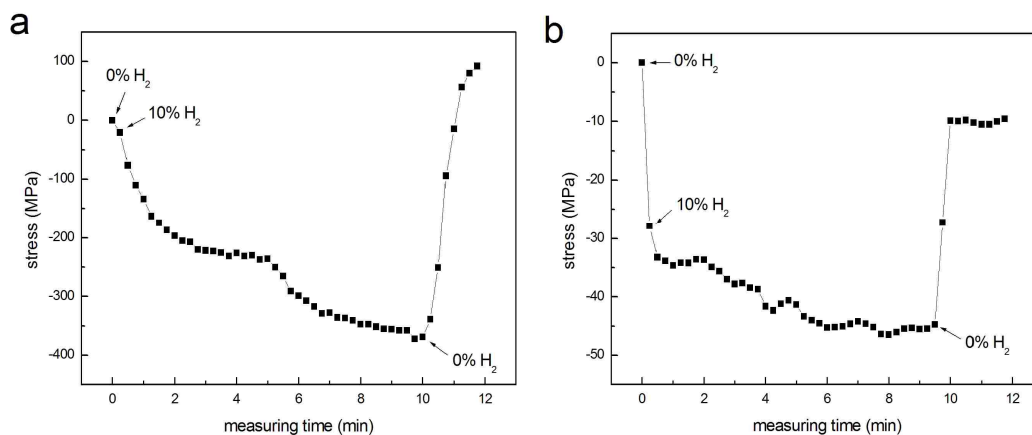 a
100
0
-100
-200
-300
-400
0 2 4 6 8 10 12
stress (MPa)
measuring time (min)
0% H₂
10% H₂
0% H₂
b
0
-10
-20
-30
-40
-50
0 2 4 6 8 10 12
stress (MPa)
measuring time (min)
0% H₂
10% H₂
0% H₂